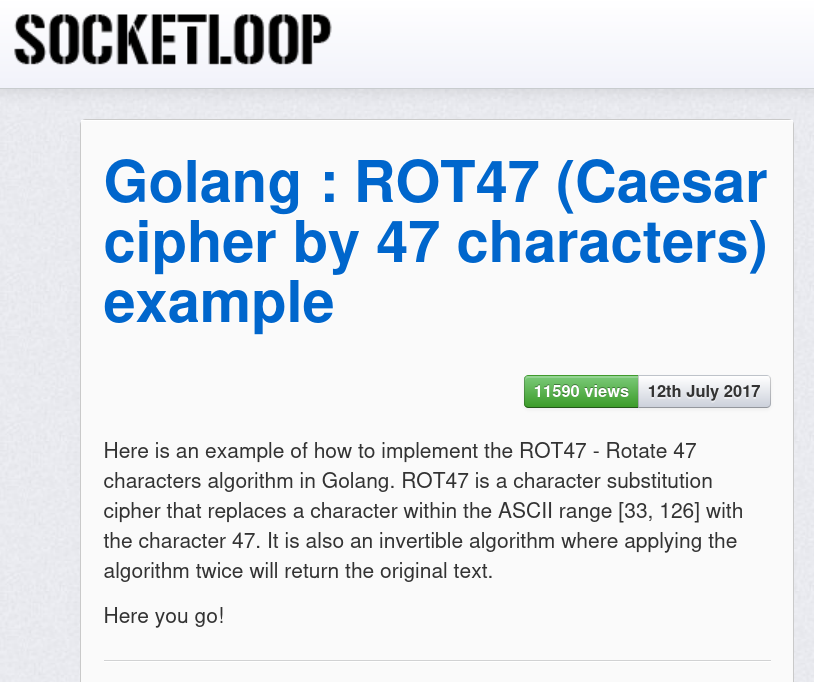 SOCKETLOOP
Golang : ROT47 (Caesar
cipher by 47 characters)
example
11590 views 12th July 2017
Here is an example of how to implement the ROT47 - Rotate 47
characters algorithm in Golang. ROT47 is a character substitution
cipher that replaces a character within the ASCII range [33, 126] with
the character 47. It is also an invertible algorithm where applying the
algorithm twice will return the original text.
Here you go!